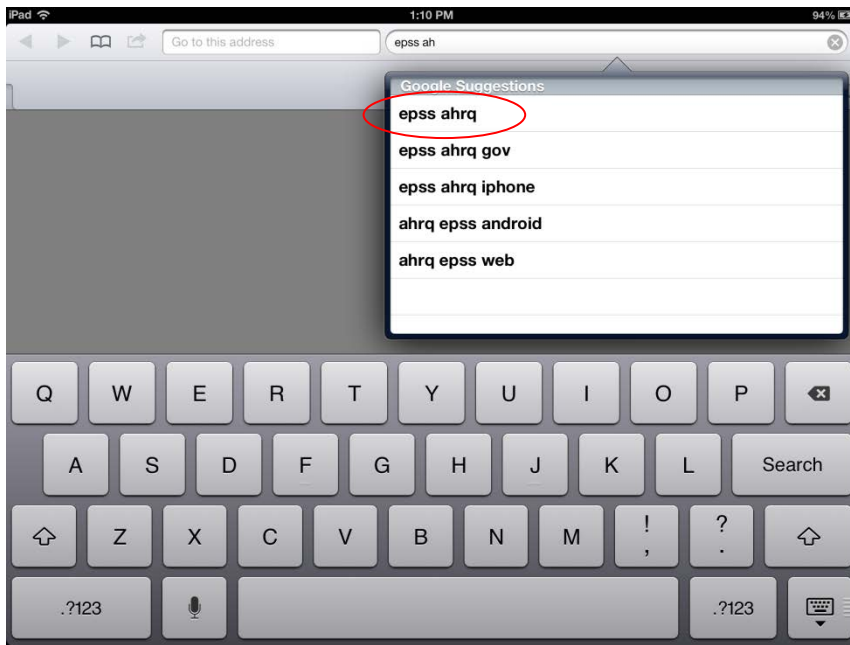 iPad 1:10 PM 94%
Go to this address epss ah
Google Suggestions
epss ahrq
epss ahrq gov
epss ahrq iphone
ahrq epss android
ahrq epss web
Q W E R T Y U I O P
A S D F G H J K L Search
Z X C V B N M ! , ? .
.?123 .?123